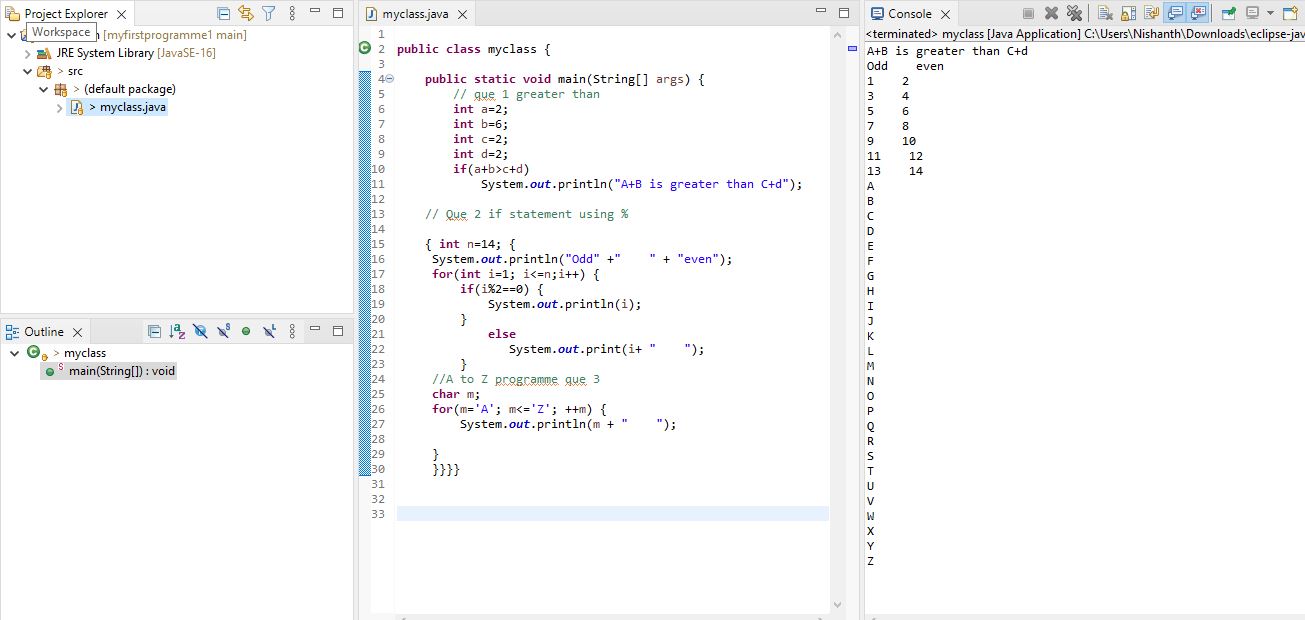 Project Explorer
Workspace
[myfirstprogramme1 main]
JRE System Library [JavaSE-16]
> src
> (default package)
> myclass.java
Outline
> myclass
main(String[]) : void
myclass.java
1
2 public class myclass {
3
4 public static void main(String[] args) {
5 // que 1 greater than
6 int a=2;
7 int b=6;
8 int c=2;
9 int d=2;
10 if(a+b>c+d)
11 System.out.println("A+B is greater than C+d");
12
13 // Que 2 if statement using %
14
15 { int n=14; {
16 System.out.println("Odd" +"    " + "even");
17 for(int i=1; i<=n;i++) {
18 if(i%2==0) {
19 System.out.println(i);
20 }
21 else
22 System.out.print(i+ "    ");
23 }
24 //A to Z programme que 3
25 char m;
26 for(m='A'; m<='Z'; ++m) {
27 System.out.println(m + "    ");
28
29 }
30 }}}}
31
32
33
Console
<terminated> myclass [Java Application] C:\Users\Nishanth\Downloads\eclipse-jav
A+B is greater than C+d
Odd    even
1    2
3    4
5    6
7    8
9    10
11    12
13    14
A
B
C
D
E
F
G
H
I
J
K
L
M
N
O
P
Q
R
S
T
U
V
W
X
Y
Z